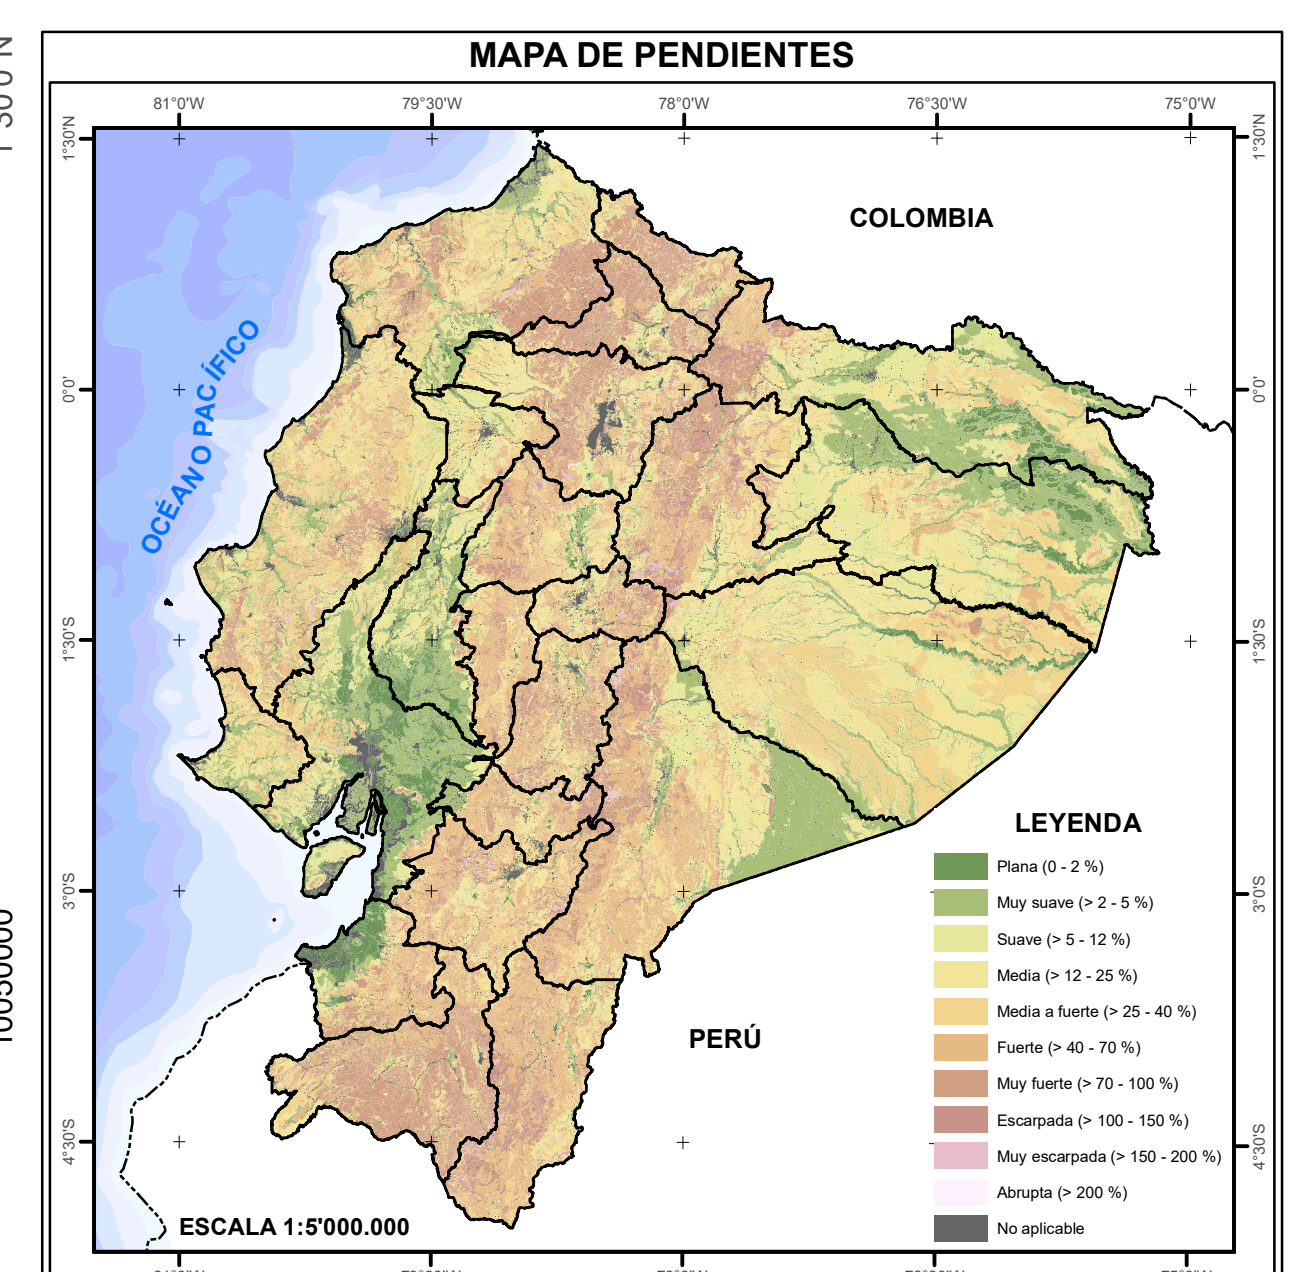 MAPA DE PENDIENTES
81°0'W 79°30'W 78°0'W 76°30'W 75°0'W
1°30'N
1°30'N
COLOMBIA
OCÉANO PACÍFICO
0°0'
0°0'
1°30'S
1°30'S
LEYENDA
Plana (0 - 2 %)
3°0'S
3°0'S
Muy suave (> 2 - 5 %)
Suave (> 5 - 12 %)
Media (> 12 - 25 %)
Media a fuerte (> 25 - 40 %)
PERÚ
Fuerte (> 40 - 70 %)
Muy fuerte (> 70 - 100 %)
Escarpada (> 100 - 150 %)
4°30'S
4°30'S
Muy escarpada (> 150 - 200 %)
Abrupta (> 200 %)
ESCALA 1:5'000.000
No aplicable